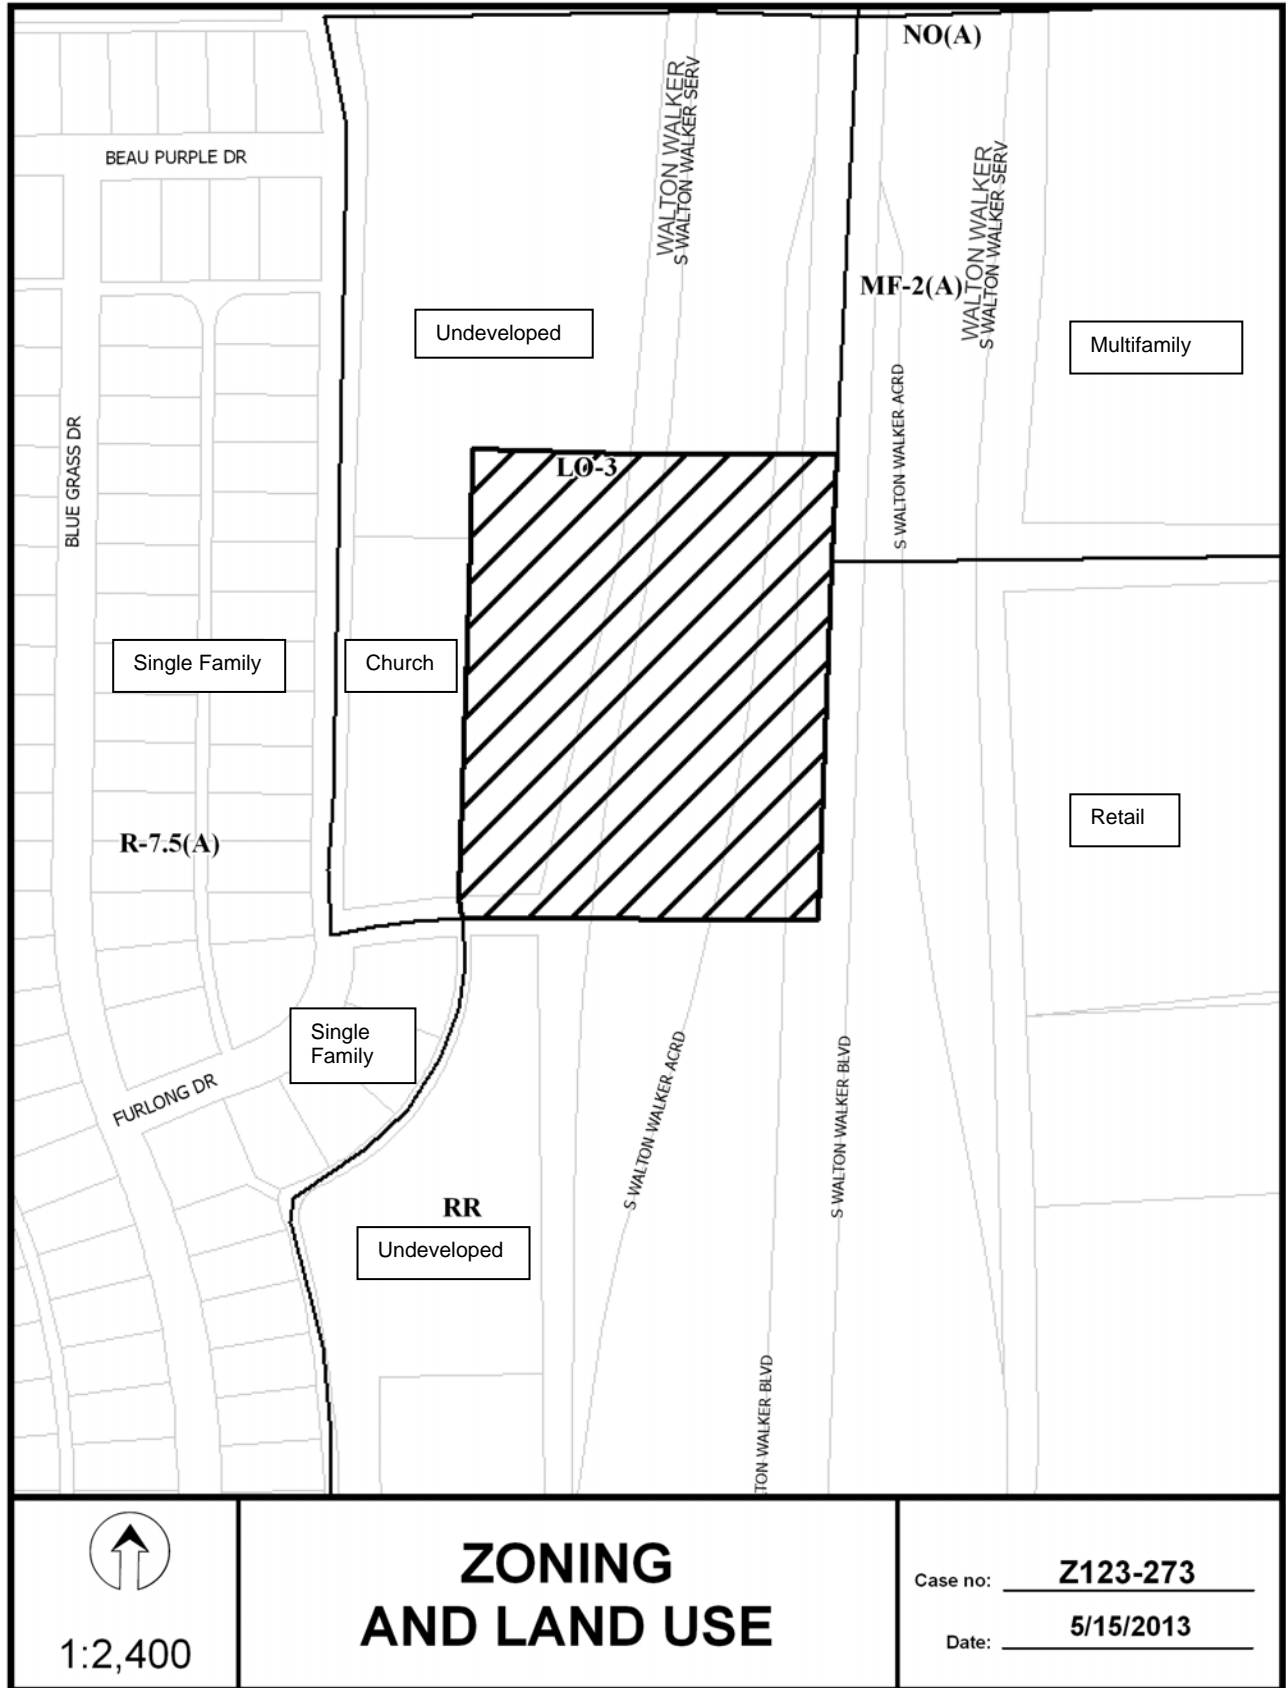 NO(A)
WALTON WALKER
S WALTON WALKER SERV
BEAU PURPLE DR
WALTON WALKER
S WALTON WALKER SERV
MF-2(A)
Undeveloped
Multifamily
S WALTON WALKER ACRD
BLUE GRASS DR
LO-3
Single Family
Church
Retail
R-7.5(A)
Single
Family
FURLONG DR
S WALTON WALKER ACRD
S WALTON WALKER BLVD
RR
Undeveloped
TON WALKER BLVD
1:2,400
ZONING
AND LAND USE
Case no: Z123-273
Date: 5/15/2013